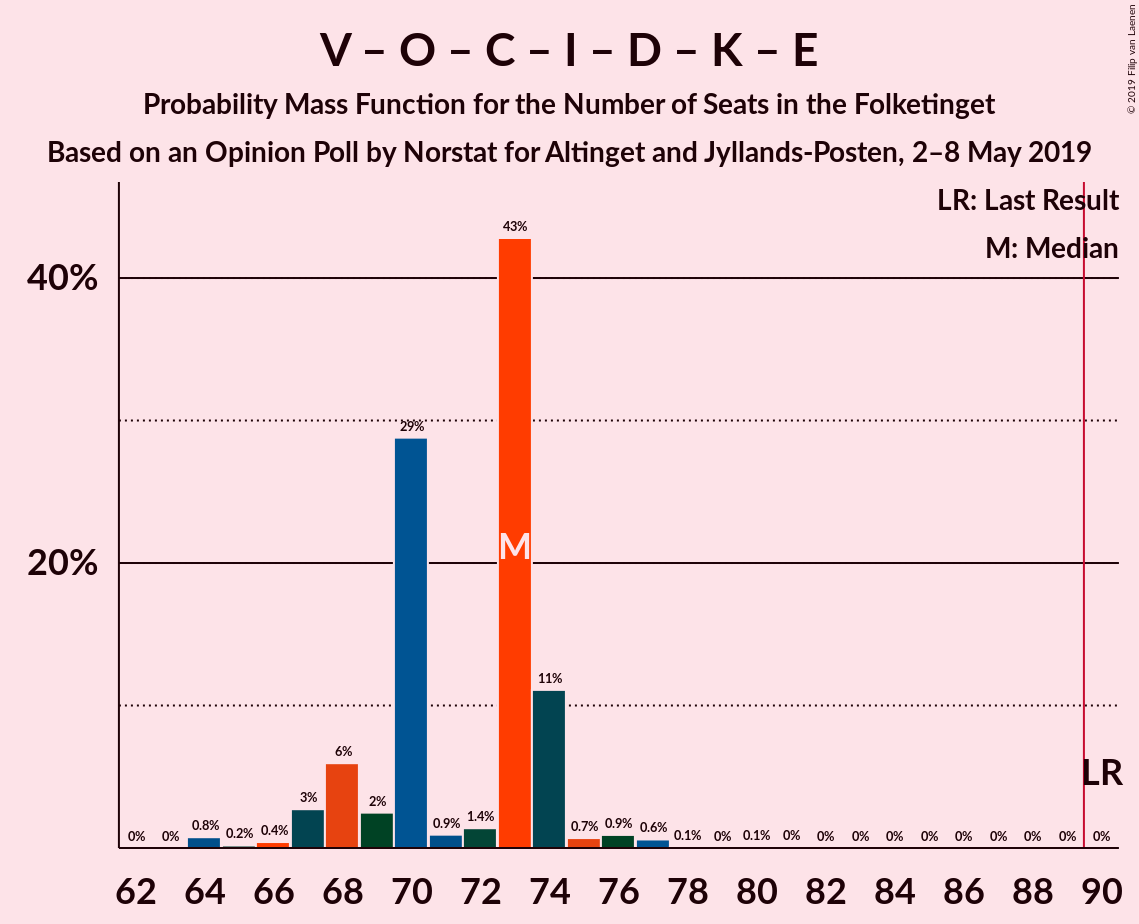 V – O – C – I – D – K – E
Probability Mass Function for the Number of Seats in the Folketinget
Based on an Opinion Poll by Norstat for Altinget and Jyllands-Posten, 2–8 May 2019
© 2019 Filip van Laenen
LR: Last Result
M: Median
40%
20%
0% 0% 0.8% 0.2% 0.4% 3% 6% 2% 29% 0.9% 1.4% 43% 11% 0.7% 0.9% 0.6% 0.1% 0% 0.1% 0% 0% 0% 0% 0% 0% 0% 0% 0% 0%
M
LR
62 64 66 68 70 72 74 76 78 80 82 84 86 88 90